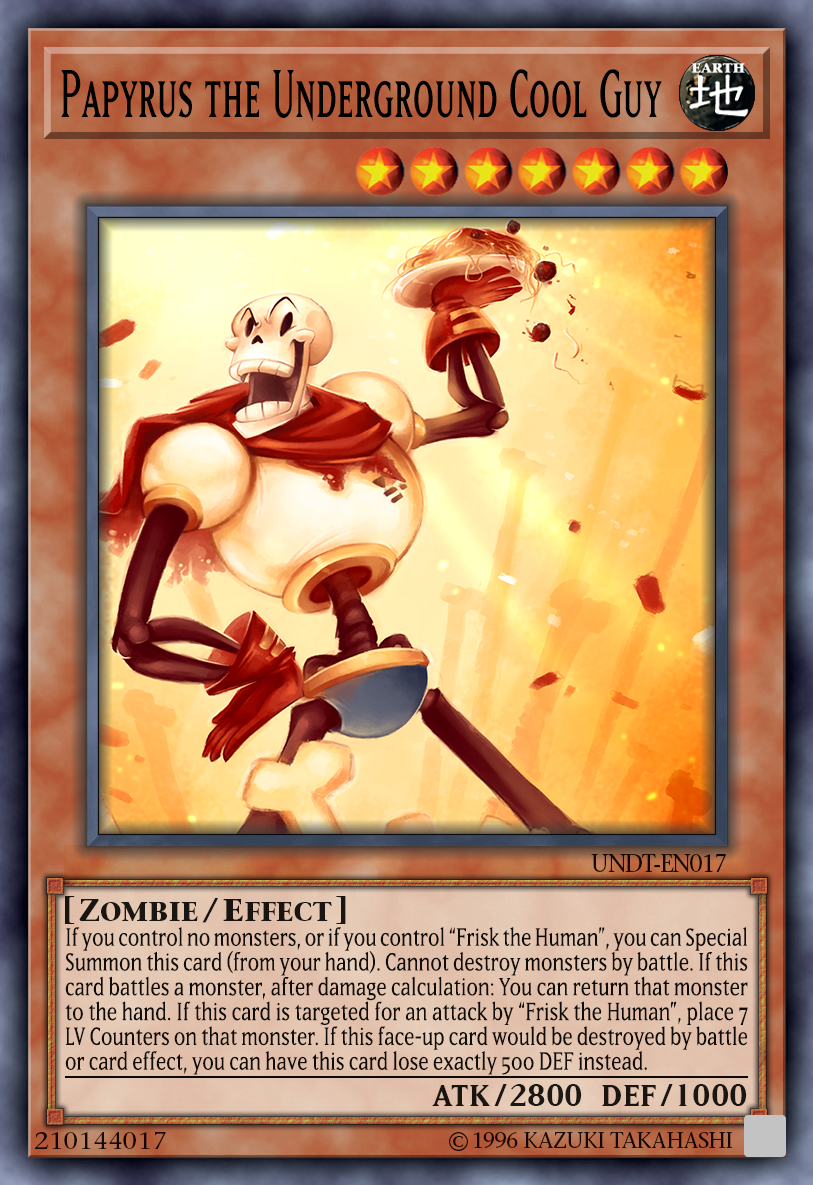 Papyrus the Underground Cool Guy
EARTH
地
UNDT-EN017
[ Zombie / Effect ]
If you control no monsters, or if you control “Frisk the Human”, you can Special
Summon this card (from your hand). Cannot destroy monsters by battle. If this
card battles a monster, after damage calculation: You can return that monster
to the hand. If this card is targeted for an attack by “Frisk the Human”, place 7
LV Counters on that monster. If this face-up card would be destroyed by battle
or card effect, you can have this card lose exactly 500 DEF instead.
ATK / 2800 DEF / 1000
210144017
© 1996 KAZUKI TAKAHASHI